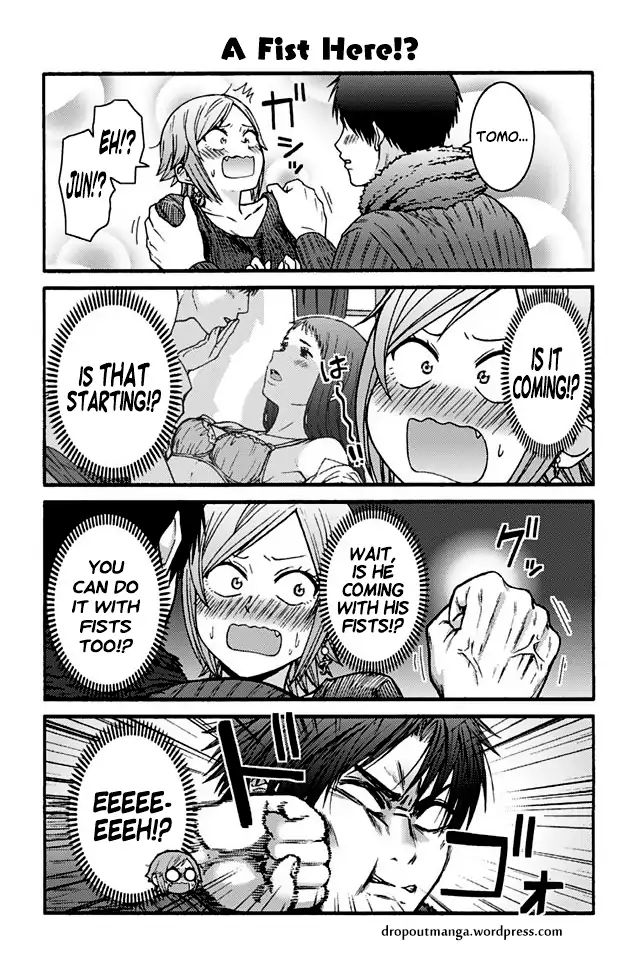 A Fist Here!?
TOMO...
ガシッ
EH!?
JUN!?
IS IT
COMING!?
は〜〜!!
IS THAT
STARTING!?
グッ
WAIT,
IS HE
COMING
WITH HIS
FISTS!?
YOU
CAN DO
IT WITH
FISTS
TOO!?
ドゴォ
EEEEE-
EEEH!?
dropoutmanga.wordpress.com